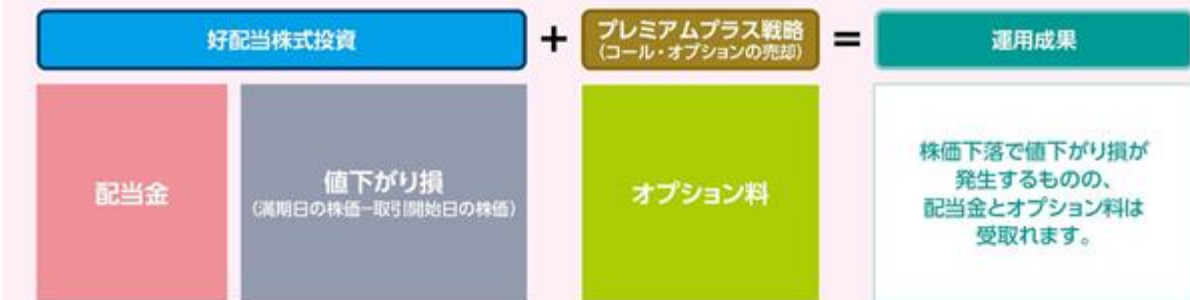 好配当株式投資
+
プレミアムプラス戦略
(コール・オプションの売却)
=
運用成果
配当金
値下がり損
(満期日の株価－取引開始日の株価)
オプション料
株価下落で値下がり損が
発生するものの、
配当金とオプション料は
受取れます。